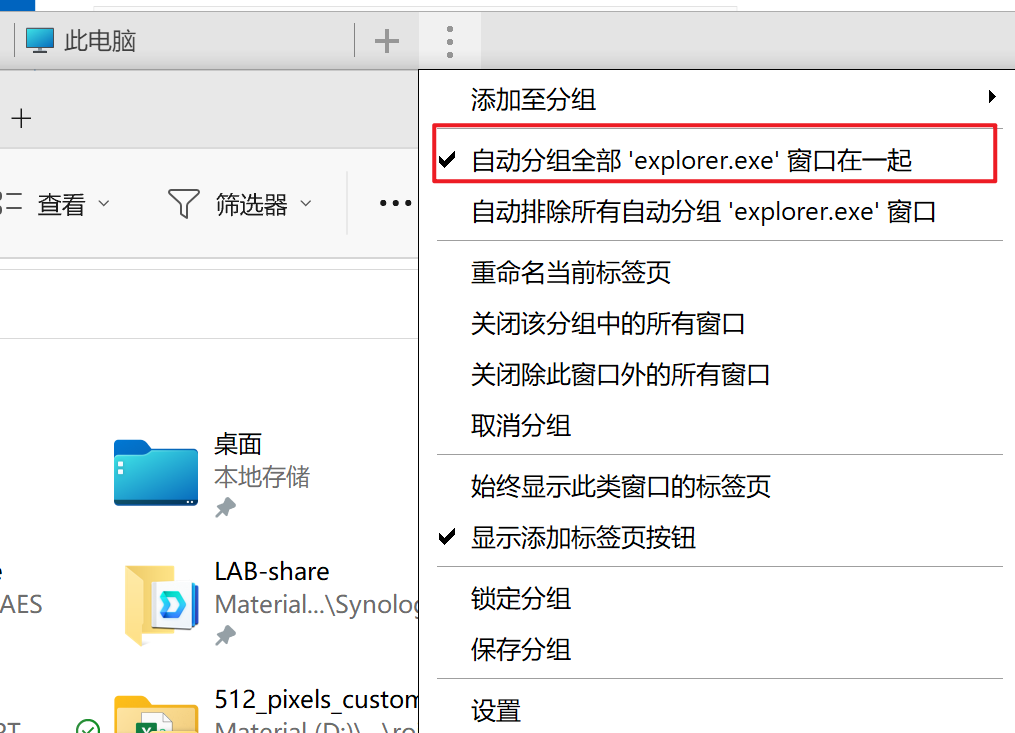 此电脑
添加至分组
自动分组全部 'explorer.exe' 窗口在一起
查看
筛选器
自动排除所有自动分组 'explorer.exe' 窗口
重命名当前标签页
关闭该分组中的所有窗口
关闭除此窗口外的所有窗口
取消分组
桌面
本地存储
始终显示此类窗口的标签页
显示添加标签页按钮
LAB-share
AES
Material...\Synolog
锁定分组
保存分组
512_pixels_custom
Material (D:)\...\ro
设置